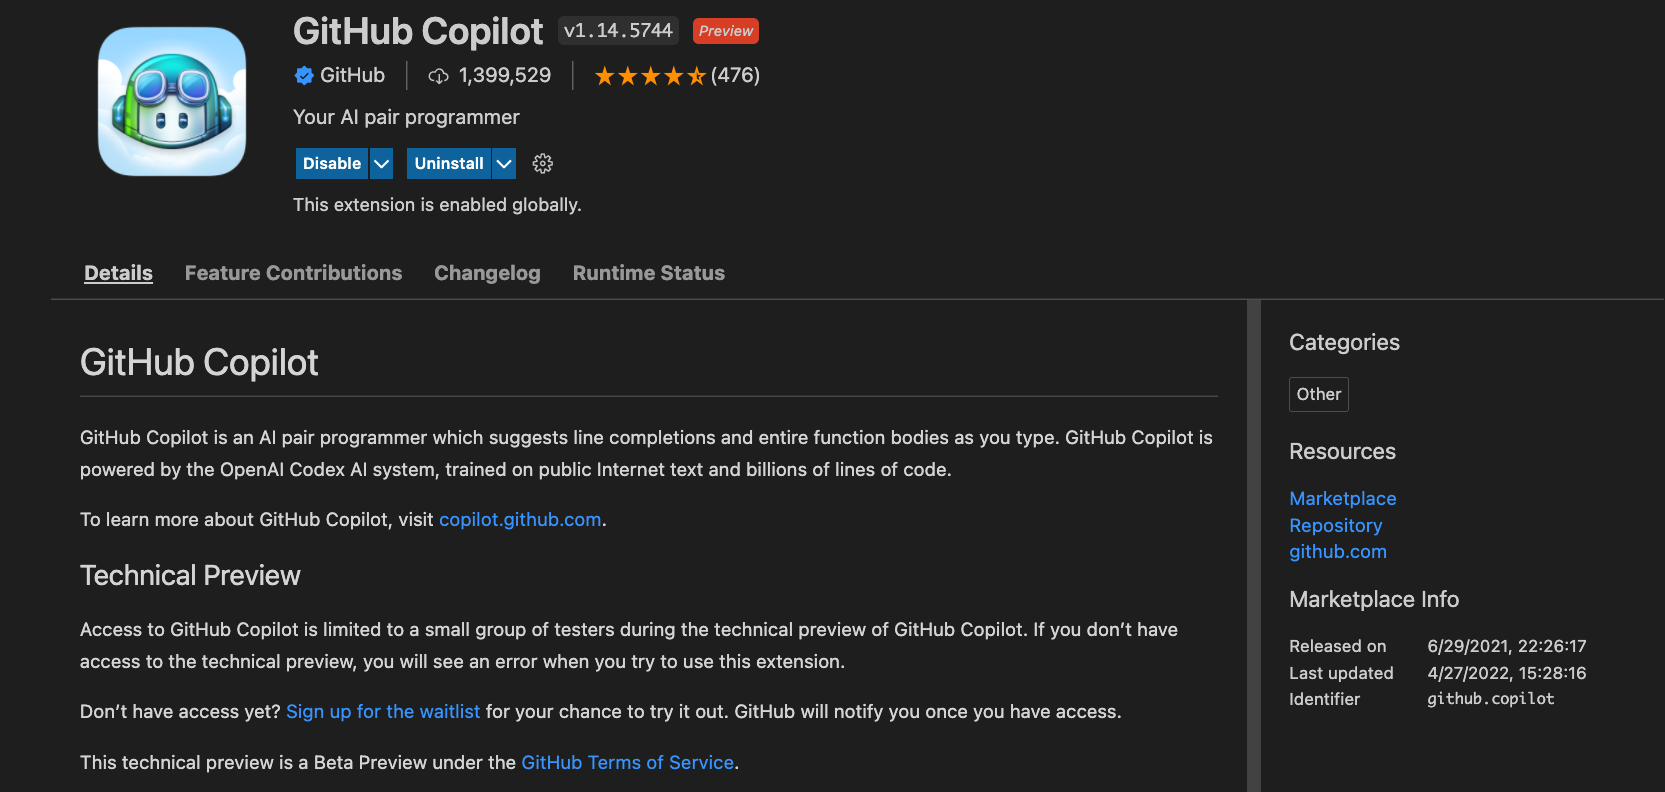 GitHub Copilot v1.14.5744 Preview
GitHub 1,399,529 (476)
Your AI pair programmer
Disable Uninstall
This extension is enabled globally.
Details Feature Contributions Changelog Runtime Status
GitHub Copilot
GitHub Copilot is an AI pair programmer which suggests line completions and entire function bodies as you type. GitHub Copilot is
powered by the OpenAI Codex AI system, trained on public Internet text and billions of lines of code.
To learn more about GitHub Copilot, visit copilot.github.com.
Technical Preview
Access to GitHub Copilot is limited to a small group of testers during the technical preview of GitHub Copilot. If you don’t have
access to the technical preview, you will see an error when you try to use this extension.
Don’t have access yet? Sign up for the waitlist for your chance to try it out. GitHub will notify you once you have access.
This technical preview is a Beta Preview under the GitHub Terms of Service.
Categories
Other
Resources
Marketplace
Repository
github.com
Marketplace Info
Released on 6/29/2021, 22:26:17
Last updated 4/27/2022, 15:28:16
Identifier github.copilot